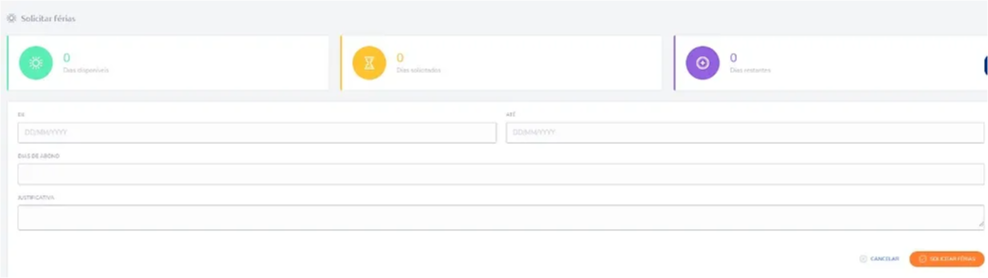 Solicitar férias
0
Dias disponíveis
0
Dias solicitados
0
Dias restantes
DE
ATÉ
DD/MM/YYYY
DD/MM/YYYY
DIAS DE ABONO
JUSTIFICATIVA
CANCELAR
SOLICITAR FÉRIAS